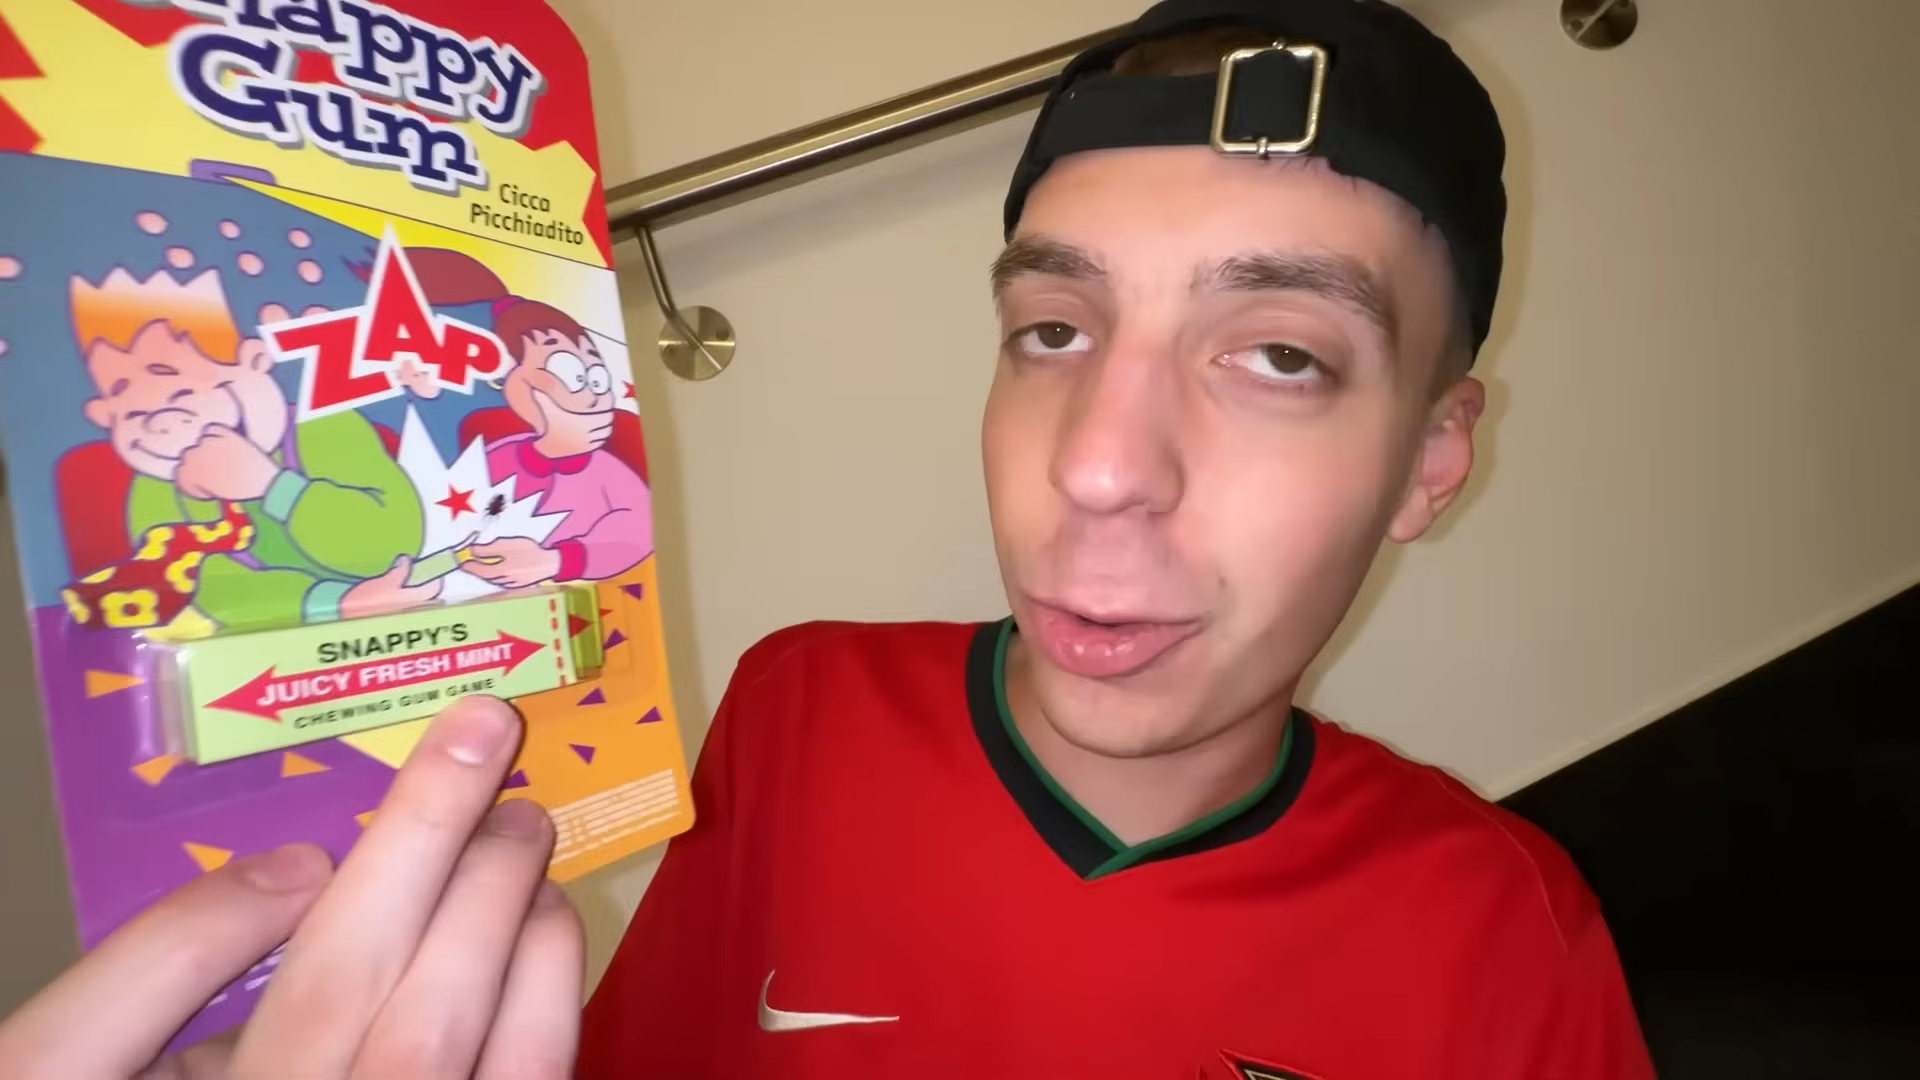 Gum
Cicca
Picchiadito
ZAP
SNAPPY'S
JUICY FRESH MINT
CHEWING GUM GAME